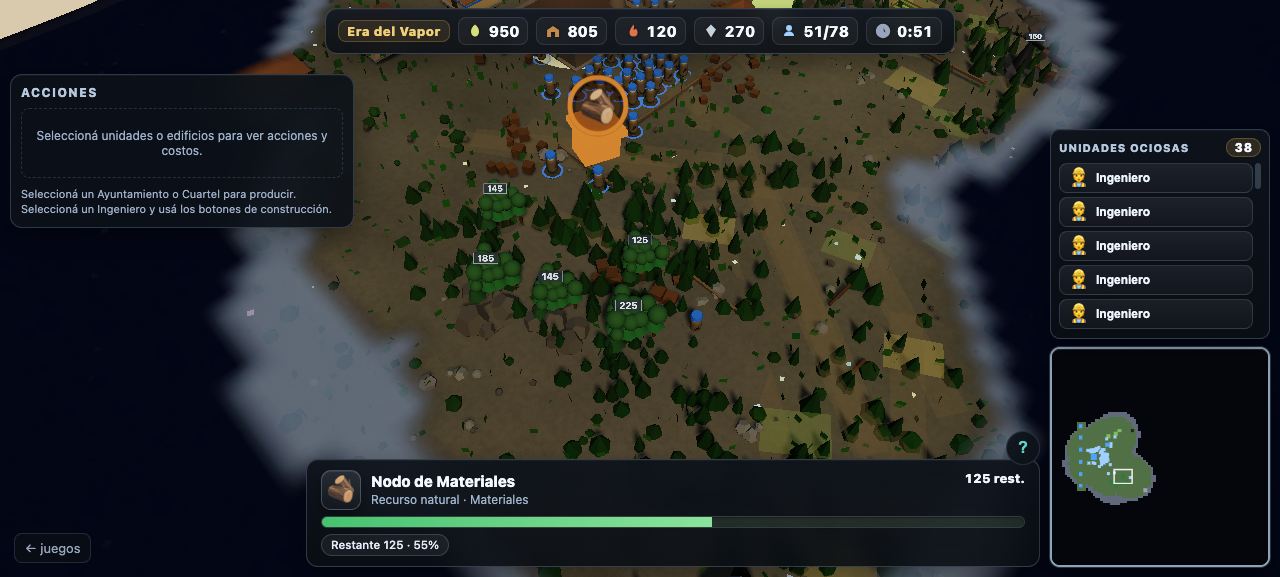 Era del Vapor 950 805 120 270 51/78 0:51
150
ACCIONES
Seleccioná unidades o edificios para ver acciones y
costos.
Seleccioná un Ayuntamiento o Cuartel para producir.
Seleccioná un Ingeniero y usá los botones de construcción.
UNIDADES OCIOSAS 38
Ingeniero
Ingeniero
Ingeniero
Ingeniero
Ingeniero
145
125
185
145
225
?
Nodo de Materiales 125 rest.
Recurso natural · Materiales
Restante 125 · 55%
← juegos